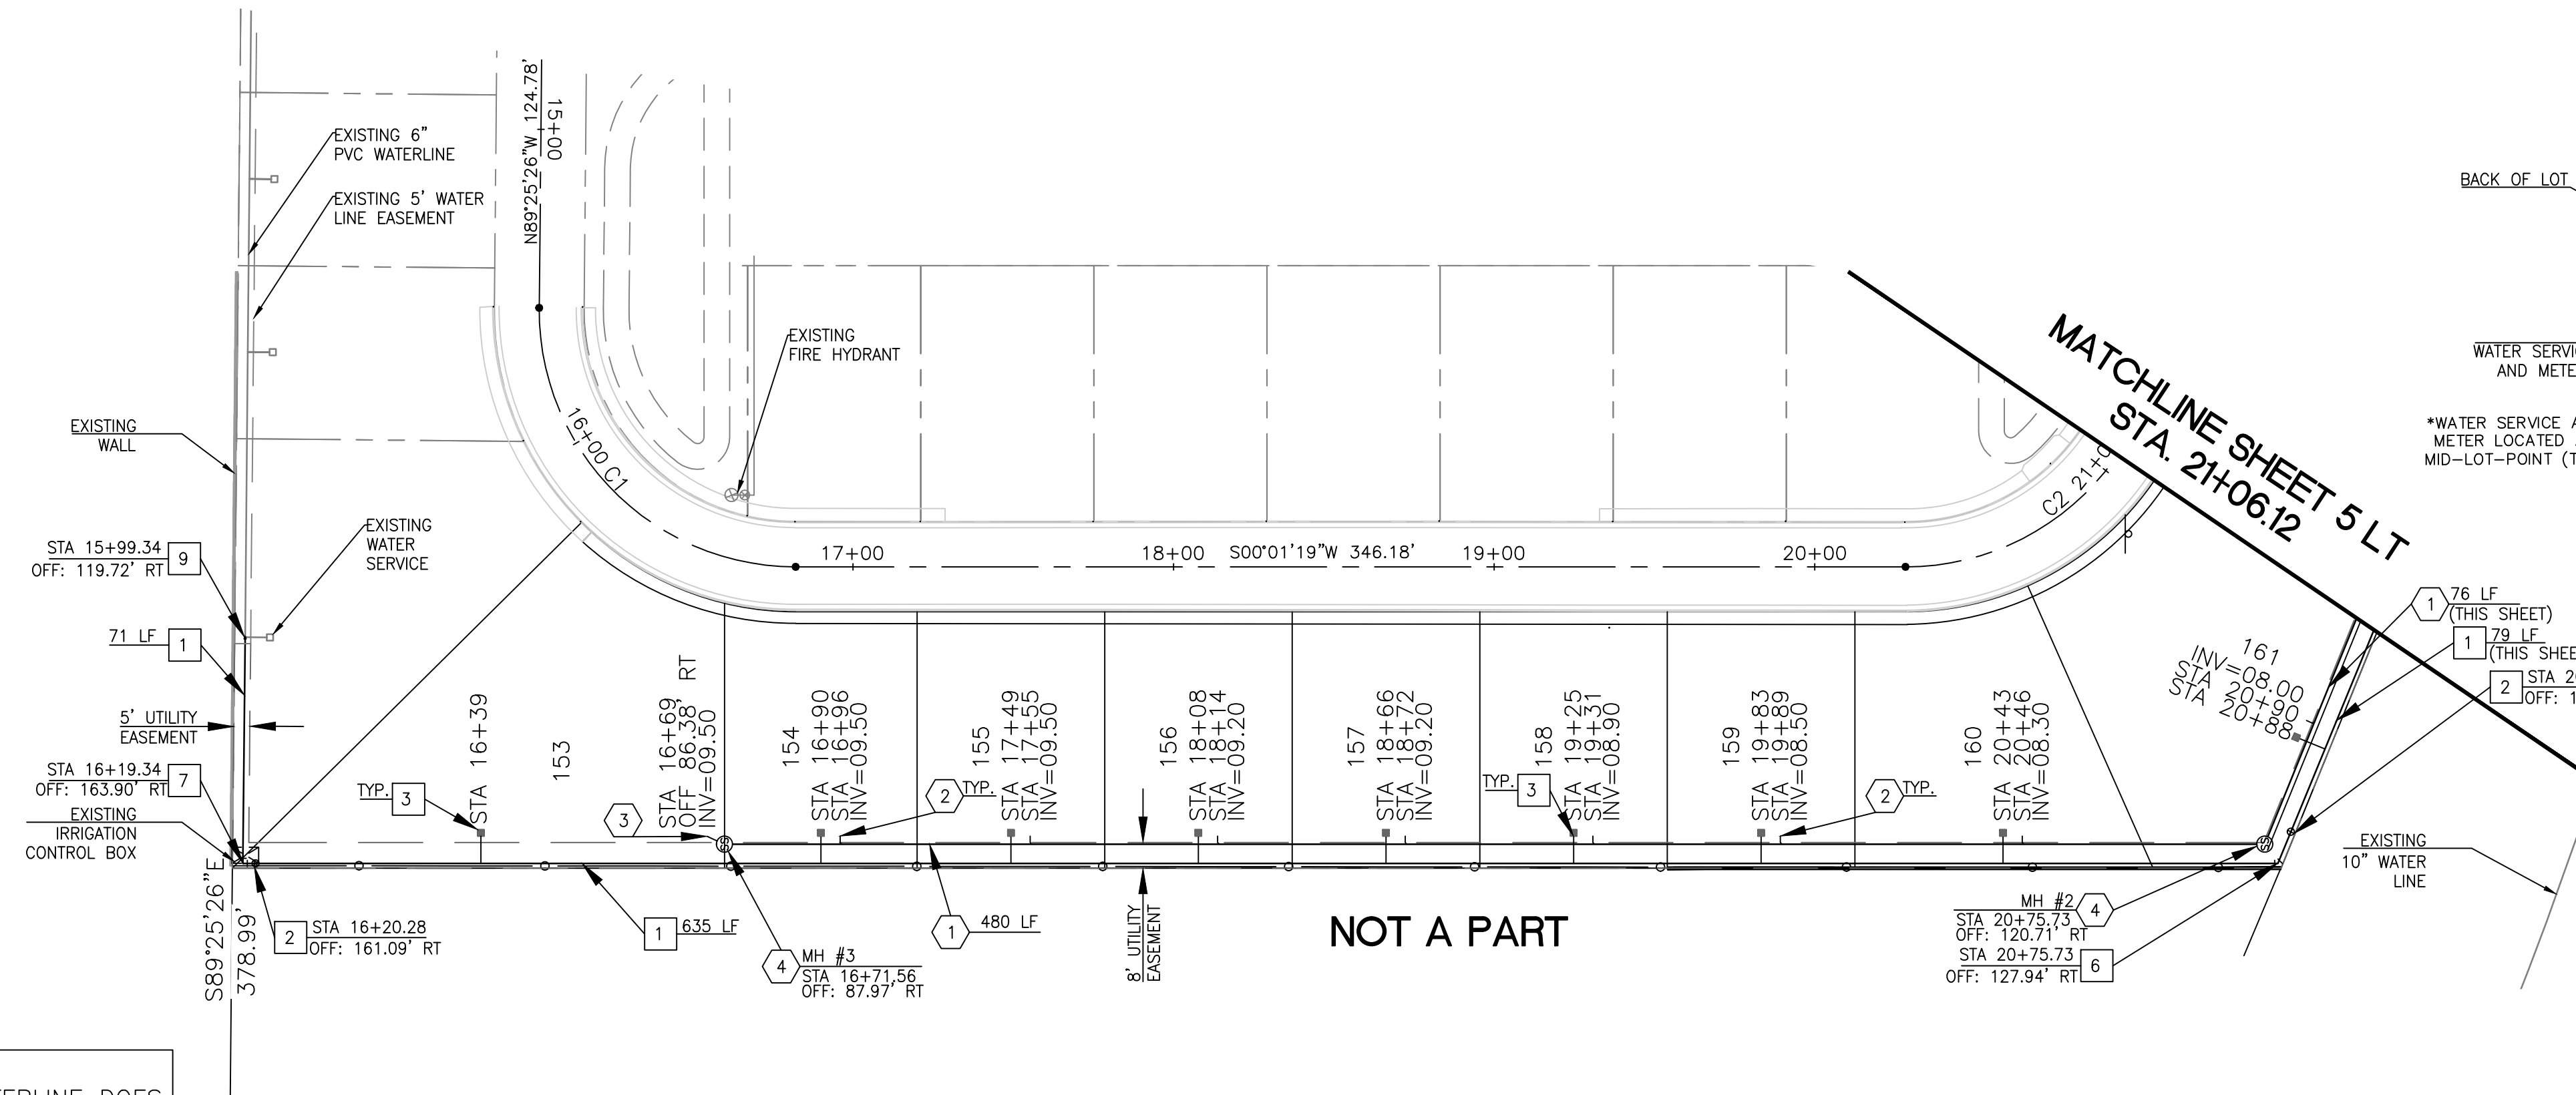 N89°25'26"W 124.78'
15+00
EXISTING 6"
PVC WATERLINE
EXISTING 5' WATER
LINE EASEMENT
BACK OF LOT
EXISTING
FIRE HYDRANT
MATCHLINE SHEET 5 LT
STA. 21+06.12
WATER SERVI
AND METE
*WATER SERVICE A
METER LOCATED
MID-LOT-POINT (T
EXISTING
WALL
16+00 C1
C2 21+0
EXISTING
WATER
SERVICE
17+00
18+00
S00°01'19"W 346.18'
19+00
20+00
STA 15+99.34
OFF: 119.72' RT
9
71 LF
1
1
76 LF
(THIS SHEET)
1
79 LF
(THIS SHEE
2
STA 2
OFF: 1
161
INV=08.00
STA 20+90
STA 20+88
5' UTILITY
EASEMENT
STA 16+19.34
OFF: 163.90' RT
7
EXISTING
IRRIGATION
CONTROL BOX
TYP.
3
STA 16+39
153
3
STA 16+69
OFF 86.38' RT
INV=09.50
154
STA 16+90
STA 16+96
INV=09.50
2
TYP.
155
STA 17+49
STA 17+55
INV=09.50
156
STA 18+08
STA 18+14
INV=09.20
157
STA 18+66
STA 18+72
INV=09.20
TYP.
3
158
STA 19+25
STA 19+31
INV=08.90
159
STA 19+83
STA 19+89
INV=08.50
2
TYP.
160
STA 20+43
STA 20+46
INV=08.30
SS
SS
EXISTING
10" WATER
LINE
S89°25'26"E
378.99'
2
STA 16+20.28
OFF: 161.09' RT
1
635 LF
4
MH #3
STA 16+71.56
OFF: 87.97' RT
1
480 LF
8' UTILITY
EASEMENT
NOT A PART
MH #2
4
STA 20+75.73
OFF: 120.71' RT
STA 20+75.73
OFF: 127.94' RT
6